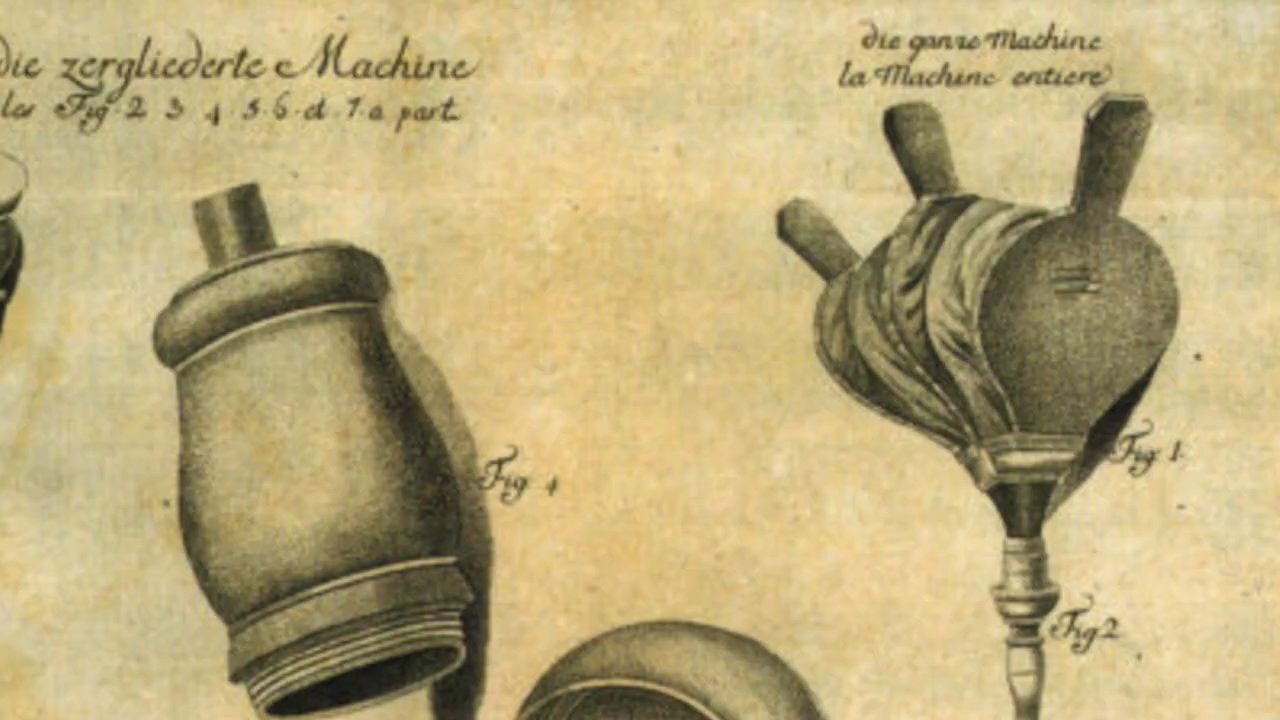 die zergliederte Machine
les Fig 2 3 4 5. 6. et 7. a part
die ganze Machine
la Machine entiere
Fig 4
Fig 1.
Fig 2